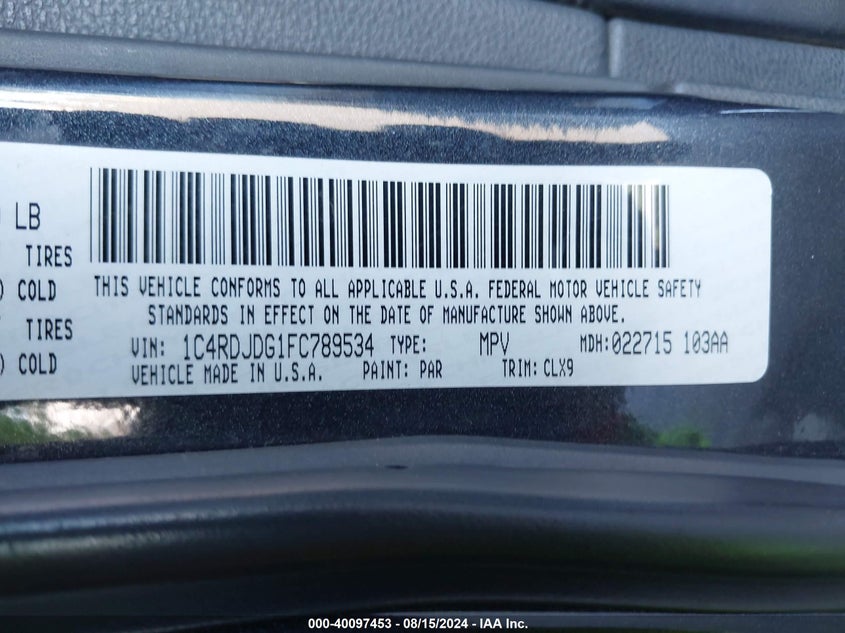 ) LB
TIRES
) COLD
TIRES
) COLD
THIS VEHICLE CONFORMS TO ALL APPLICABLE U.S.A. FEDERAL MOTOR VEHICLE SAFETY
STANDARDS IN EFFECT ON THE DATE OF MANUFACTURE SHOWN ABOVE.
VIN: 1C4RDJDG1FC789534 TYPE: MPV MDH:022715 103AA
VEHICLE MADE IN U.S.A. PAINT: PAR TRIM: CLX9
000-40097453 - 08/15/2024 - IAA Inc.